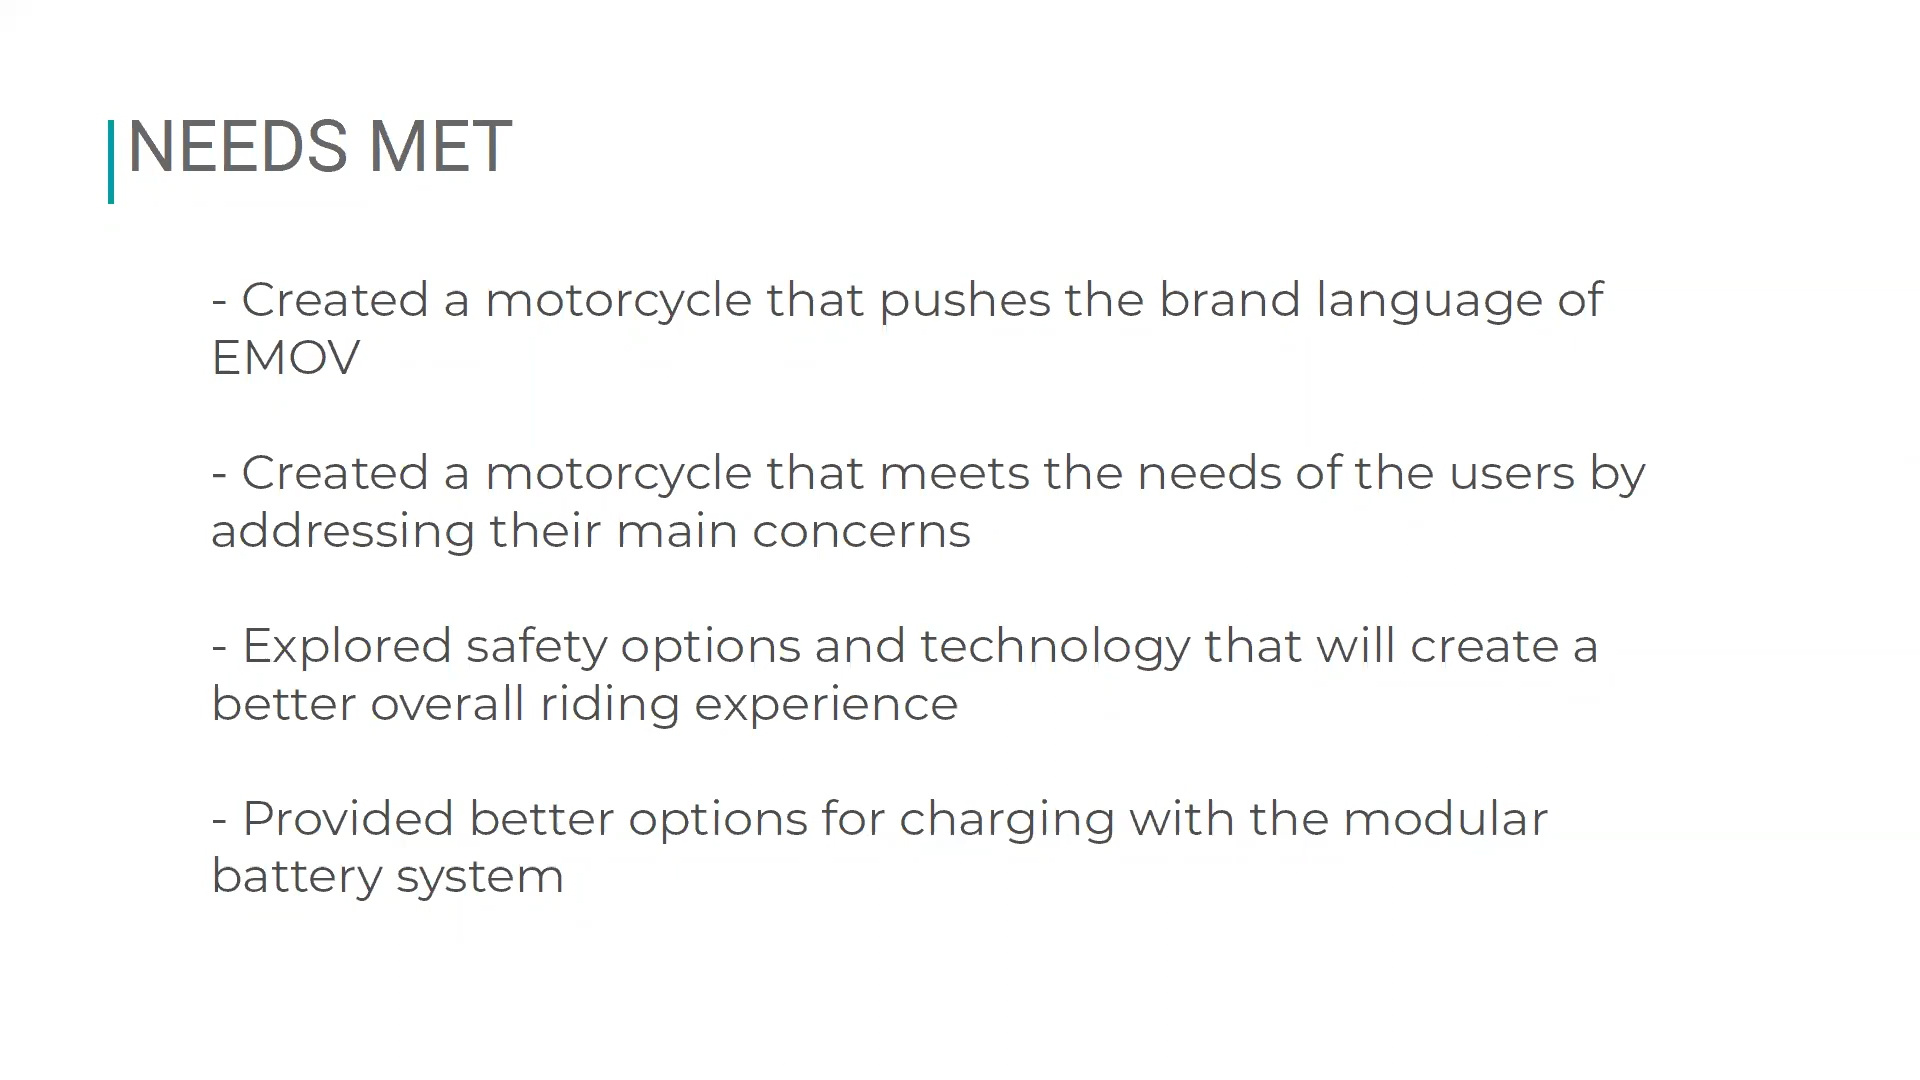 NEEDS MET
- Created a motorcycle that pushes the brand language of
EMOV
- Created a motorcycle that meets the needs of the users by
addressing their main concerns
- Explored safety options and technology that will create a
better overall riding experience
- Provided better options for charging with the modular
battery system